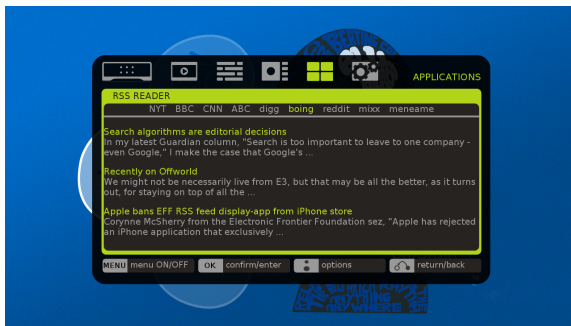 APPLICATIONS
RSS READER
NYT BBC CNN ABC digg boing reddit mixx meneame
Search algorithms are editorial decisions
In my latest Guardian column, "Search is too important to leave to one company -
even Google," I make the case that Google's ...
Recently on Offworld
We might not be necessarily live from E3, but that may be all the better, as it turns
out, for staying on top of all the ...
Apple bans EFF RSS feed display-app from iPhone store
Corynne McSherry from the Electronic Frontier Foundation sez, "Apple has rejected
an iPhone application that exclusively ...
MENU menu ON/OFF OK confirm/enter options return/back